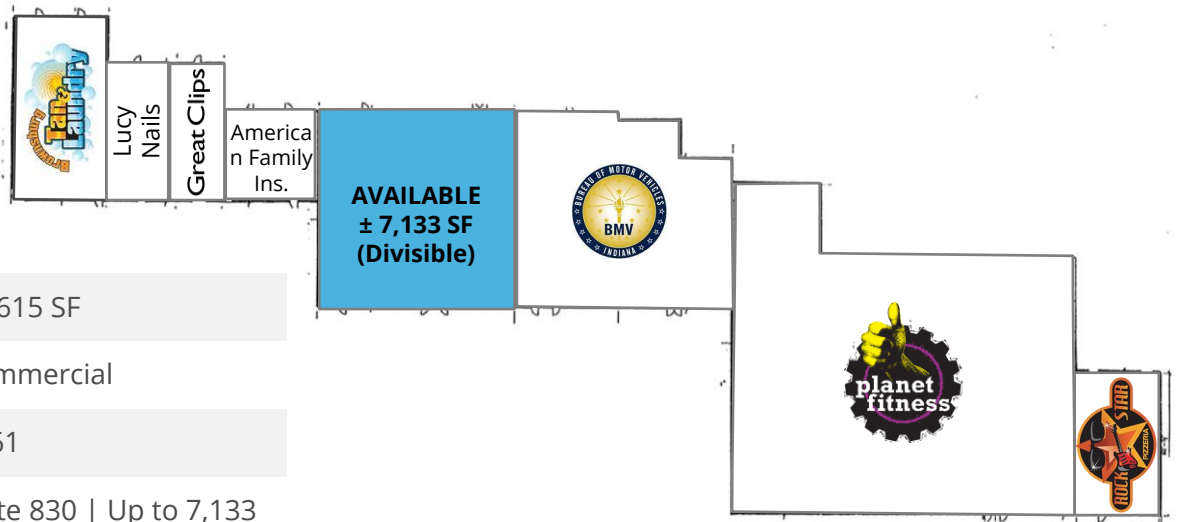 Brownsburg
Tan &
Laundry
Lucy
Nails
Great Clips
America
n Family
Ins.
AVAILABLE
± 7,133 SF
(Divisible)
BUREAU OF MOTOR VEHICLES
BMV
INDIANA
planet
fitness
ROCK STAR
PIZZERIA
615 SF
mmercial
61
te 830 | Up to 7,133